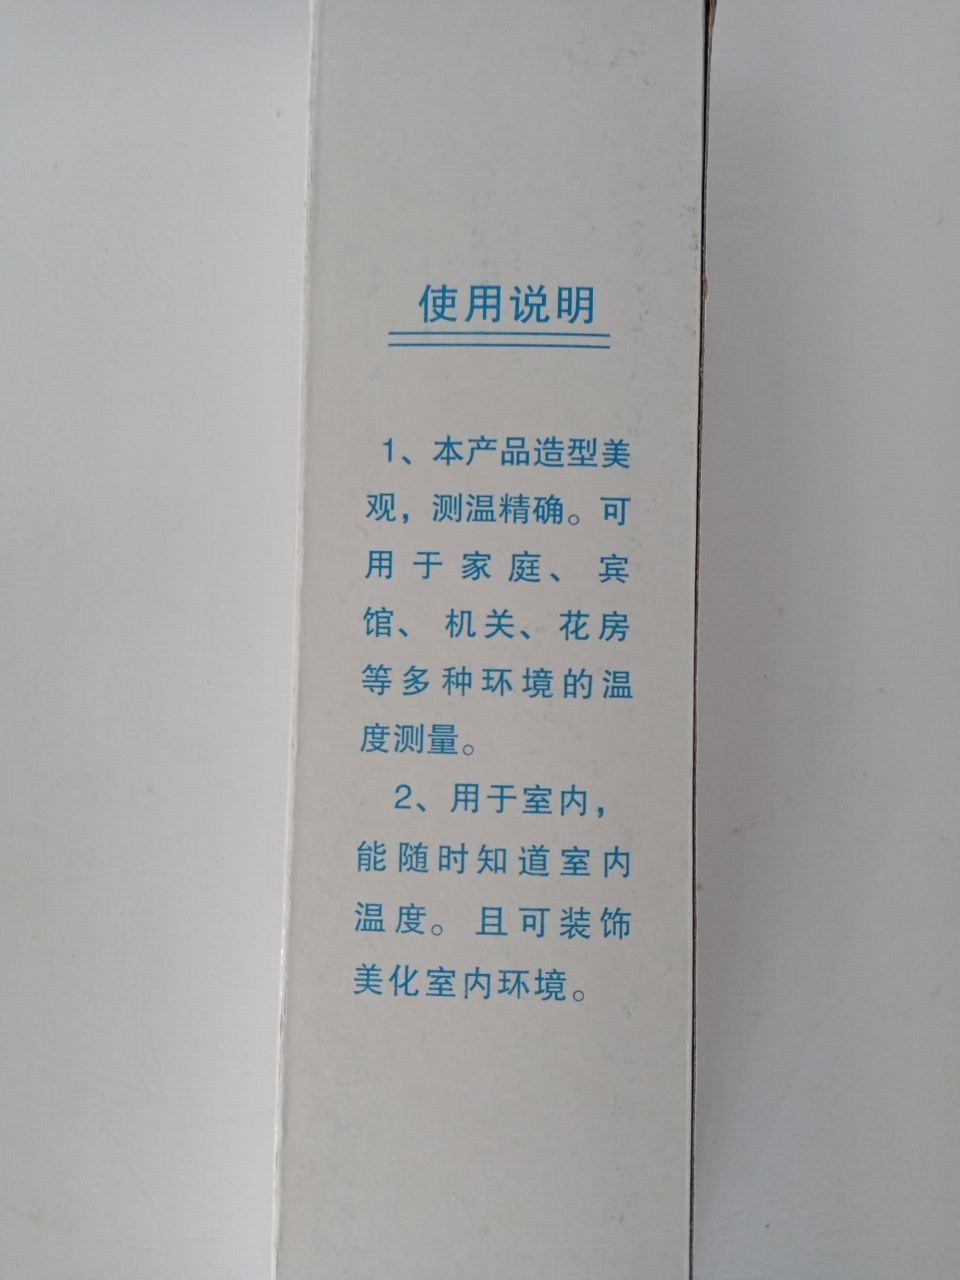 使用说明
1、本产品造型美
观，测温精确。可
用于家庭、宾
馆、机关、花房
等多种环境的温
度测量。
2、用于室内，
能随时知道室内
温度。且可装饰
美化室内环境。